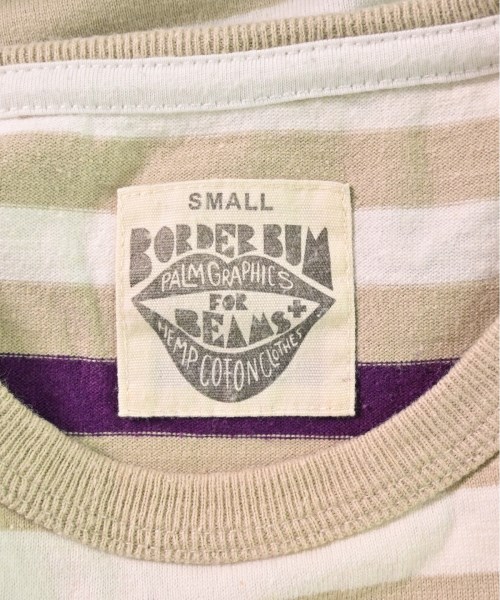 SMALL
BORDER BUM
PALM GRAPHICS
FOR
BEAMS+
HEMP COTON CLOTHES